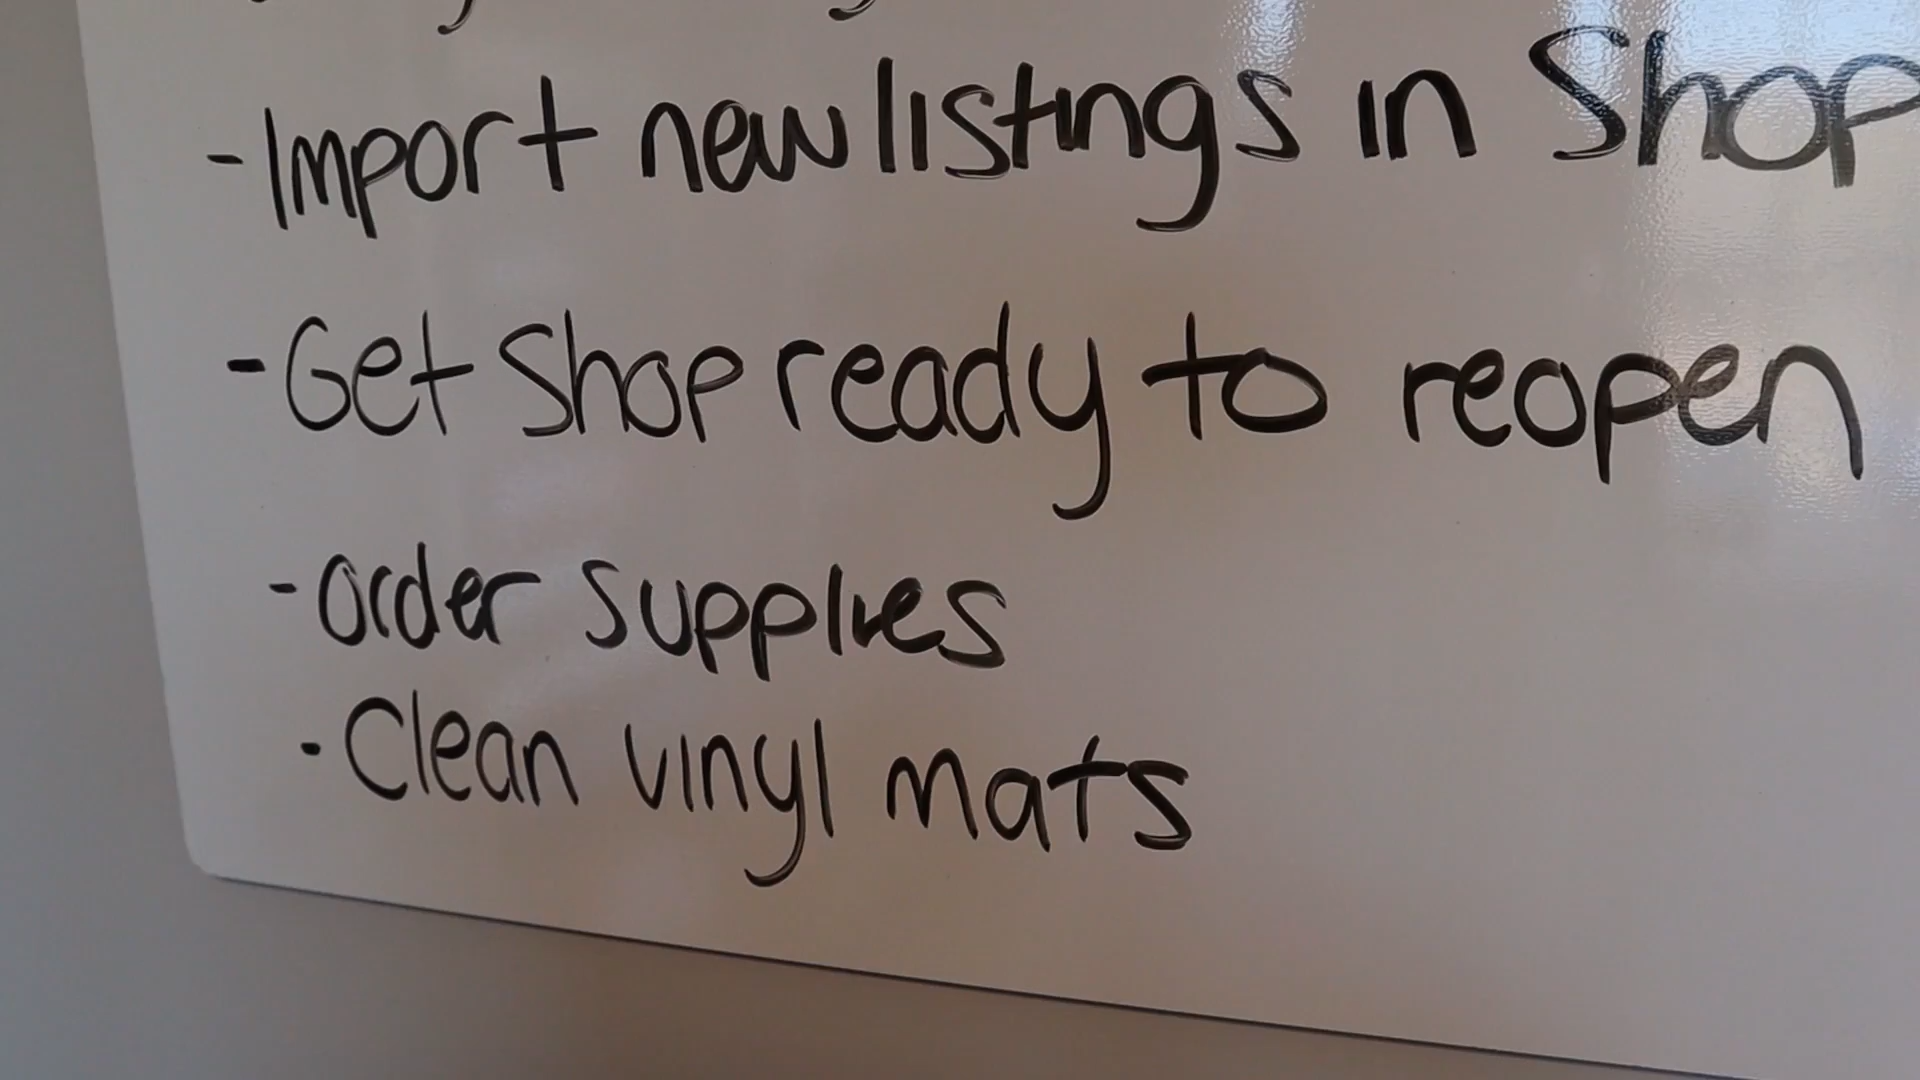 -Import new listings in Shop
-Get Shop ready to reopen
-order supplies
-Clean vinyl mats